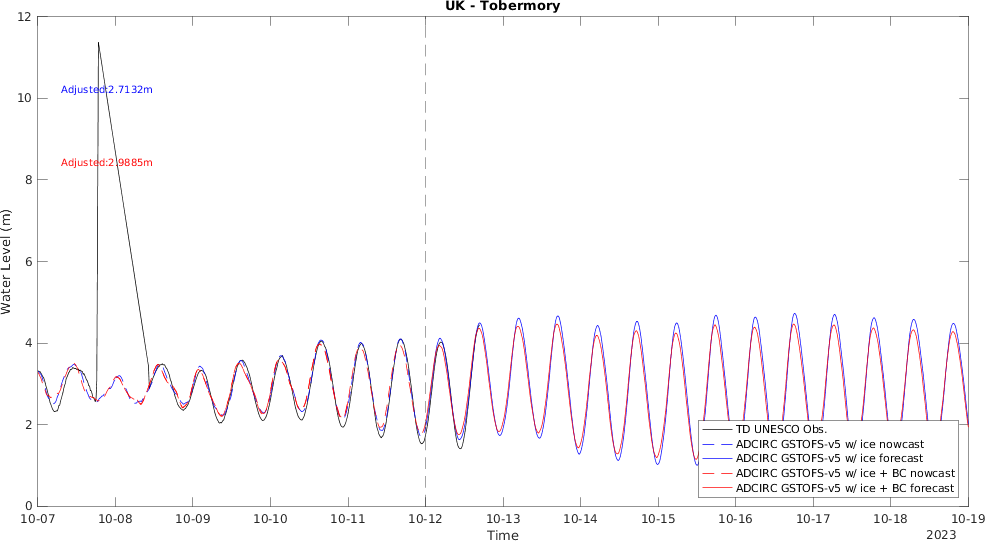 UK - Tobermory
12
10
8
6
4
2
0
Water Level (m)
Adjusted:2.7132m
Adjusted:2.9885m
TD UNESCO Obs.
ADCIRC GSTOFS-v5 w/ ice nowcast
ADCIRC GSTOFS-v5 w/ ice forecast
ADCIRC GSTOFS-v5 w/ ice + BC nowcast
ADCIRC GSTOFS-v5 w/ ice + BC forecast
10-07 10-08 10-09 10-10 10-11 10-12 10-13 10-14 10-15 10-16 10-17 10-18 10-19
Time
2023